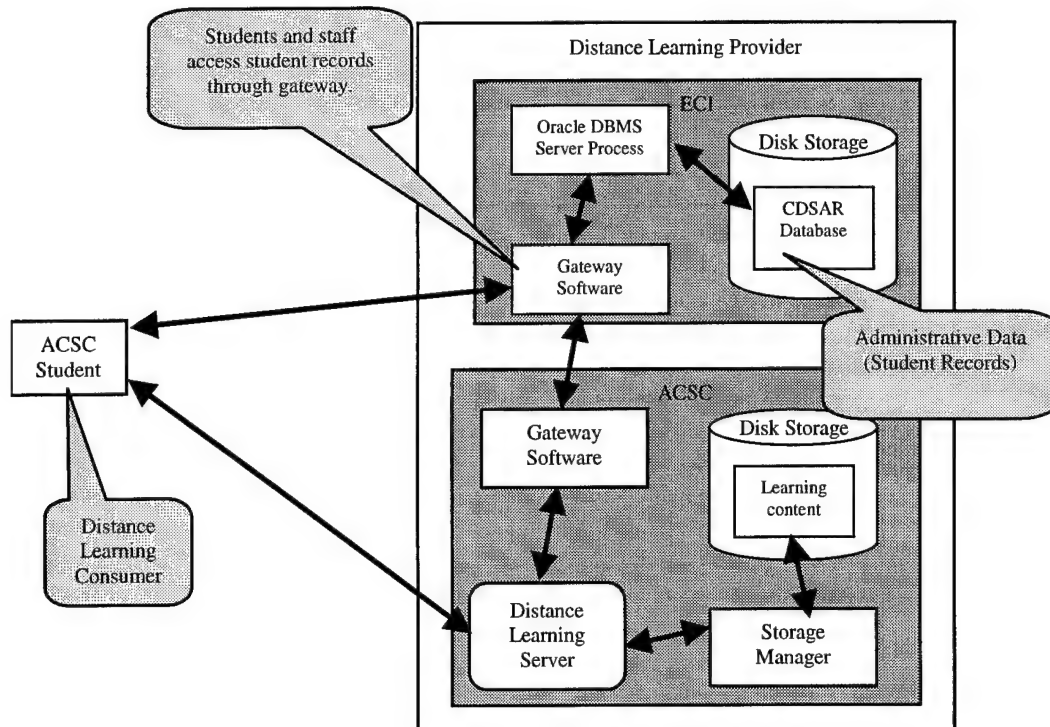 Students and staff
access student records
through gateway.
Distance Learning Provider
ECI
Oracle DBMS
Server Process
Disk Storage
CDSAR
Database
Gateway
Software
ACSC
Student
Administrative Data
(Student Records)
ACSC
Gateway
Software
Disk Storage
Learning
content
Distance
Learning
Consumer
Distance
Learning
Server
Storage
Manager